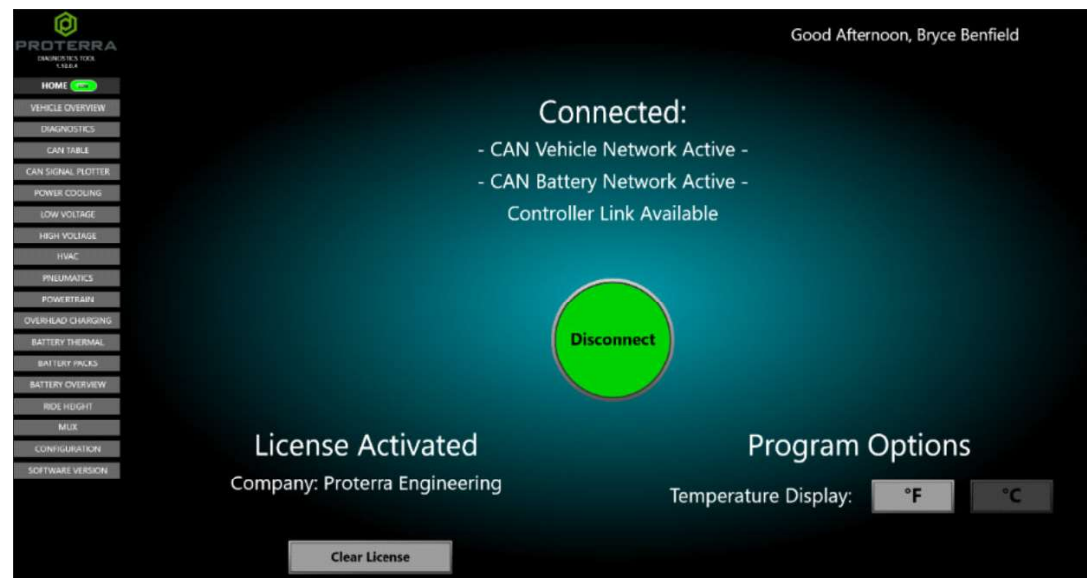 PROTERRA
DIAGNOSTICS TOOL
Good Afternoon, Bryce Benfield
HOME
VEHICLE OVERVIEW
DIAGNOSTICS
CAN TABLE
CAN SIGNAL PLOTTER
POWER COOLING
LOW VOLTAGE
HIGH VOLTAGE
HVAC
PNEUMATICS
POWERTRAIN
OVERHEAD CHARGING
BATTERY THERMAL
BATTERY PACKS
BATTERY OVERVIEW
RIDE HEIGHT
MUX
CONFIGURATION
SOFTWARE VERSION
Connected:
- CAN Vehicle Network Active -
- CAN Battery Network Active -
Controller Link Available
Disconnect
License Activated
Company: Proterra Engineering
Clear License
Program Options
Temperature Display: °F °C